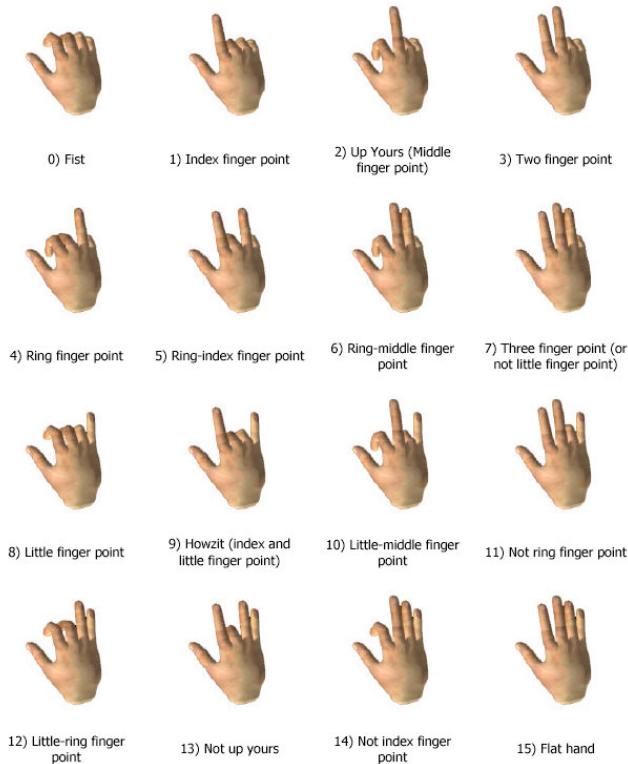 0) Fist
1) Index finger point
2) Up Yours (Middle
finger point)
3) Two finger point
4) Ring finger point
5) Ring-index finger point
6) Ring-middle finger
point
7) Three finger point (or
not little finger point)
8) Little finger point
9) Howzit (index and
little finger point)
10) Little-middle finger
point
11) Not ring finger point
12) Little-ring finger
point
13) Not up yours
14) Not index finger
point
15) Flat hand